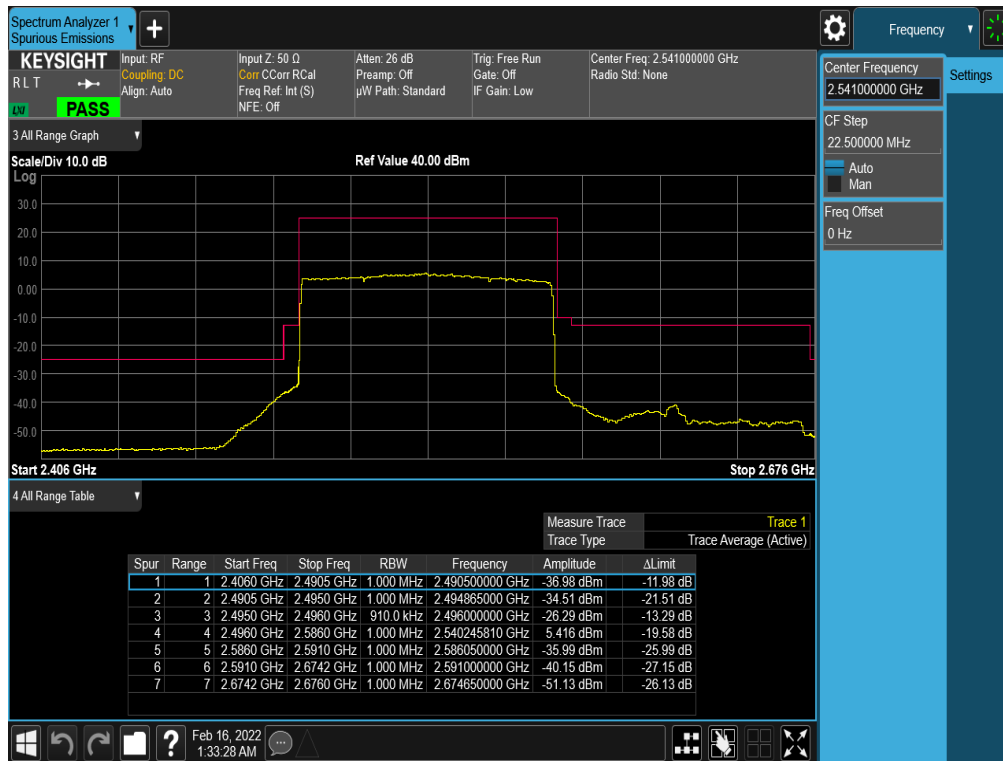 Spectrum Analyzer 1
Spurious Emissions
Frequency
KEYSIGHT
R L T
LXI
PASS
Input: RF
Coupling: DC
Align: Auto
Input Z: 50 Ω
Corr CCorr RCal
Freq Ref: Int (S)
NFE: Off
Atten: 26 dB
Preamp: Off
µW Path: Standard
Trig: Free Run
Gate: Off
IF Gain: Low
Center Freq: 2.541000000 GHz
Radio Std: None
Center Frequency
2.541000000 GHz
Settings
CF Step
22.500000 MHz
Auto
Man
Freq Offset
0 Hz
3 All Range Graph
Scale/Div 10.0 dB
Ref Value 40.00 dBm
Log
30.0
20.0
10.0
0.00
-10.0
-20.0
-30.0
-40.0
-50.0
Start 2.406 GHz
Stop 2.676 GHz
4 All Range Table
Measure Trace Trace 1
Trace Type Trace Average (Active)
Spur Range Start Freq Stop Freq RBW Frequency Amplitude ΔLimit
1 1 2.4060 GHz 2.4905 GHz 1.000 MHz 2.490500000 GHz -36.98 dBm -11.98 dB
2 2 2.4905 GHz 2.4950 GHz 1.000 MHz 2.494865000 GHz -34.51 dBm -21.51 dB
3 3 2.4950 GHz 2.4960 GHz 910.0 kHz 2.496000000 GHz -26.29 dBm -13.29 dB
4 4 2.4960 GHz 2.5860 GHz 1.000 MHz 2.540245810 GHz 5.416 dBm -19.58 dB
5 5 2.5860 GHz 2.5910 GHz 1.000 MHz 2.586050000 GHz -35.99 dBm -25.99 dB
6 6 2.5910 GHz 2.6742 GHz 1.000 MHz 2.591000000 GHz -40.15 dBm -27.15 dB
7 7 2.6742 GHz 2.6760 GHz 1.000 MHz 2.674650000 GHz -51.13 dBm -26.13 dB
Feb 16, 2022
1:33:28 AM